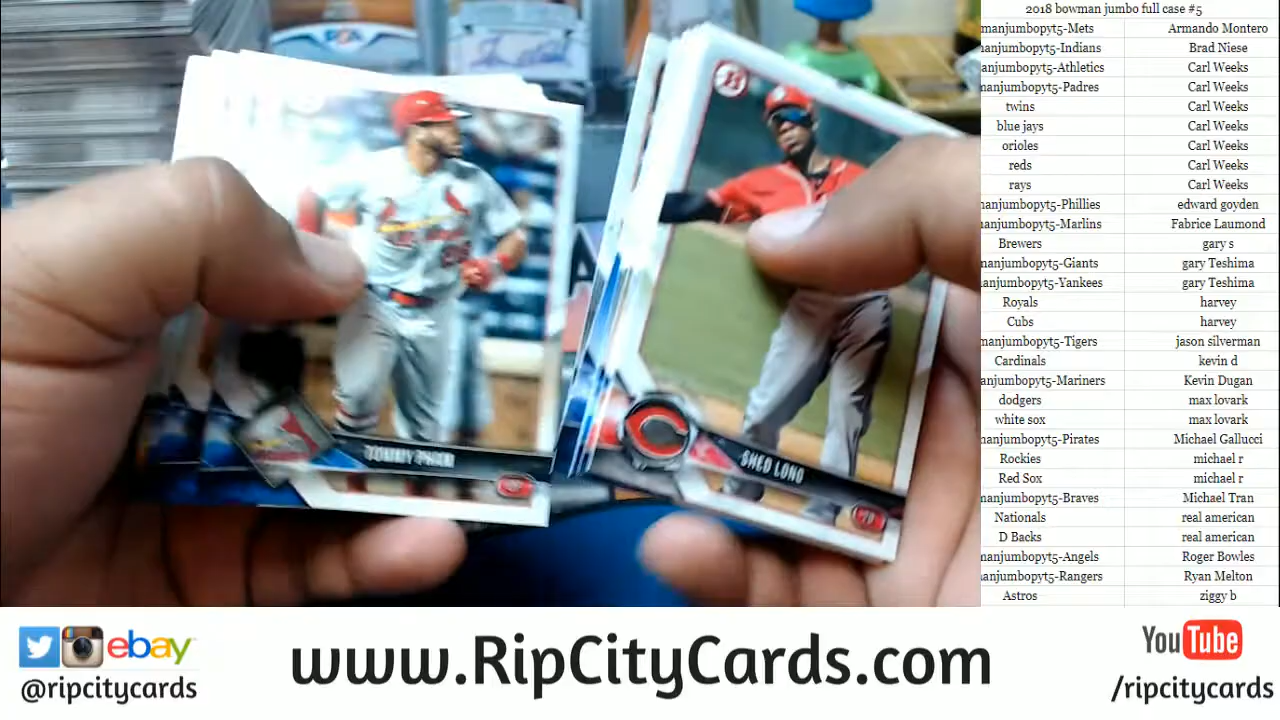 2018 bowman jumbo full case #5
manjumbopyt5-Mets Armando Montero
manjumbopyt5-Indians Brad Niese
anjumbopyt5-Athletics Carl Weeks
manjumbopyt5-Padres Carl Weeks
twins Carl Weeks
blue jays Carl Weeks
orioles Carl Weeks
reds Carl Weeks
rays Carl Weeks
manjumbopyt5-Phillies edward goyden
manjumbopyt5-Marlins Fabrice Laumond
Brewers gary s
manjumbopyt5-Giants gary Teshima
anjumbopyt5-Yankees gary Teshima
Royals harvey
Cubs harvey
manjumbopyt5-Tigers jason silverman
Cardinals kevin d
anjumbopyt5-Mariners Kevin Dugan
dodgers max lovark
white sox max lovark
manjumbopyt5-Pirates Michael Gallucci
Rockies michael r
Red Sox michael r
manjumbopyt5-Braves Michael Tran
Nationals real american
D Backs real american
manjumbopyt5-Angels Roger Bowles
anjumbopyt5-Rangers Ryan Melton
Astros ziggy b
TOMMY PHAM
SHED LONG
ebay
@ripcitycards
www.RipCityCards.com
YouTube
/ripcitycards